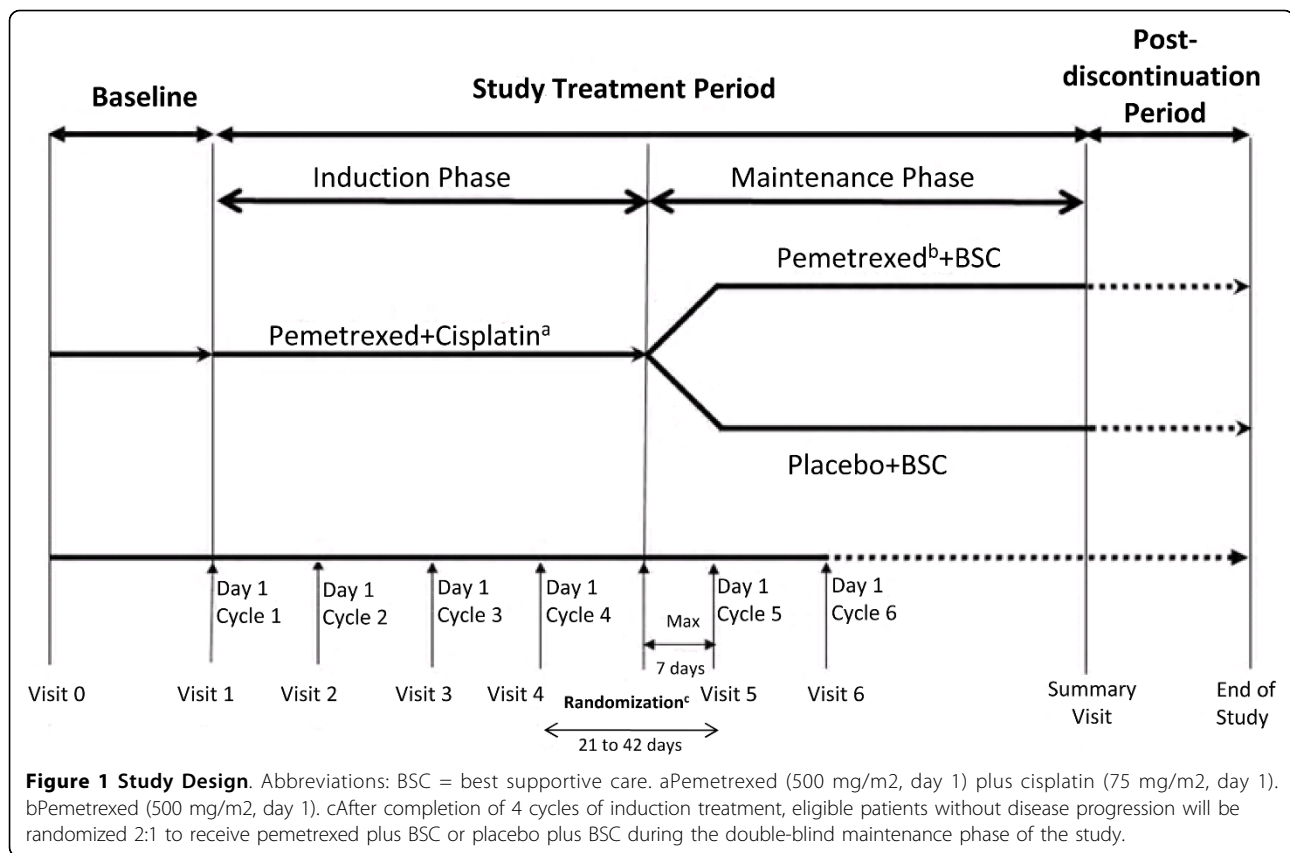 Baseline
Study Treatment Period
Post-
discontinuation
Period
Induction Phase
Maintenance Phase
Pemetrexedᵇ+BSC
Pemetrexed+Cisplatinᵃ
Placebo+BSC
Day 1
Cycle 1
Day 1
Cycle 2
Day 1
Cycle 3
Day 1
Cycle 4
Max
7 days
Day 1
Cycle 5
Day 1
Cycle 6
Visit 0
Visit 1
Visit 2
Visit 3
Visit 4
Randomizationᶜ
Visit 5
Visit 6
Summary
Visit
End of
Study
21 to 42 days
Figure 1 Study Design. Abbreviations: BSC = best supportive care. aPemetrexed (500 mg/m2, day 1) plus cisplatin (75 mg/m2, day 1).
bPemetrexed (500 mg/m2, day 1). cAfter completion of 4 cycles of induction treatment, eligible patients without disease progression will be
randomized 2:1 to receive pemetrexed plus BSC or placebo plus BSC during the double-blind maintenance phase of the study.